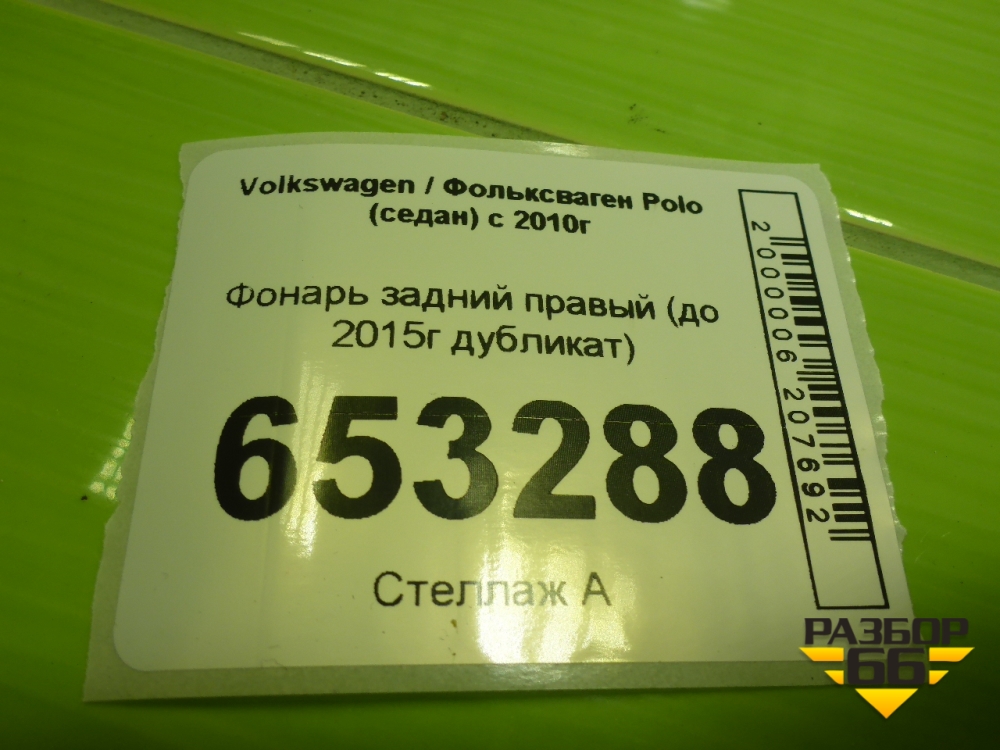 Volkswagen / Фольксваген Polo
(седан) с 2010г
Фонарь задний правый (до
2015г дубликат)
653288
Стеллаж А
2000006207692
РАЗБОР
66